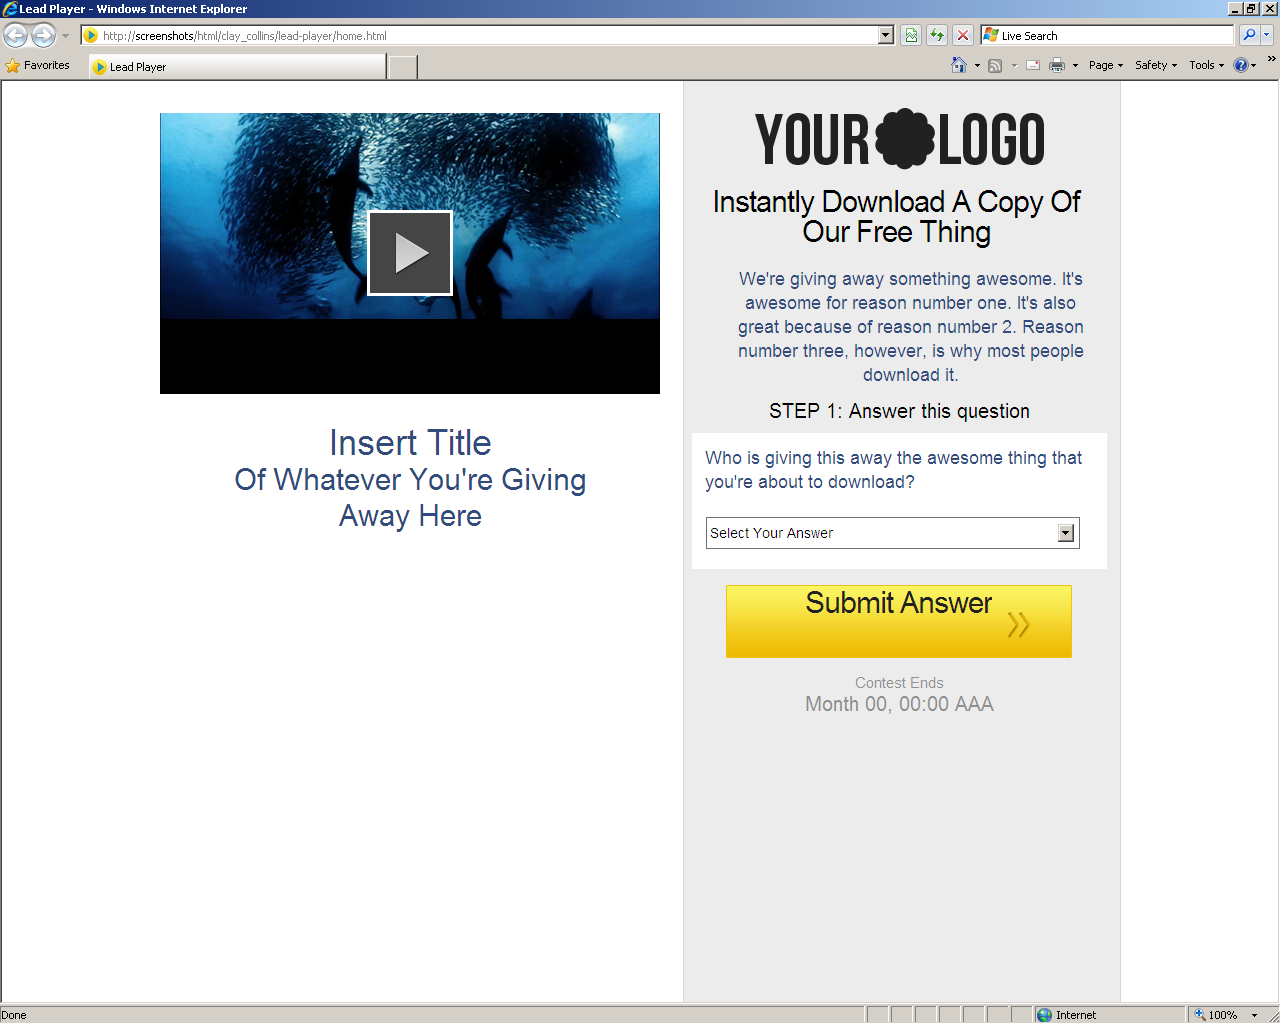 Lead Player - Windows Internet Explorer
http://screenshots/html/clay_collins/lead-player/home.html
Live Search
Favorites
Lead Player
Page
Safety
Tools
YOUR LOGO
Instantly Download A Copy Of
Our Free Thing
We're giving away something awesome. It's
awesome for reason number one. It's also
great because of reason number 2. Reason
number three, however, is why most people
download it.
STEP 1: Answer this question
Insert Title
Of Whatever You're Giving
Away Here
Who is giving this away the awesome thing that
you're about to download?
Select Your Answer
Submit Answer
Contest Ends
Month 00, 00:00 AAA
Done
Internet
100%